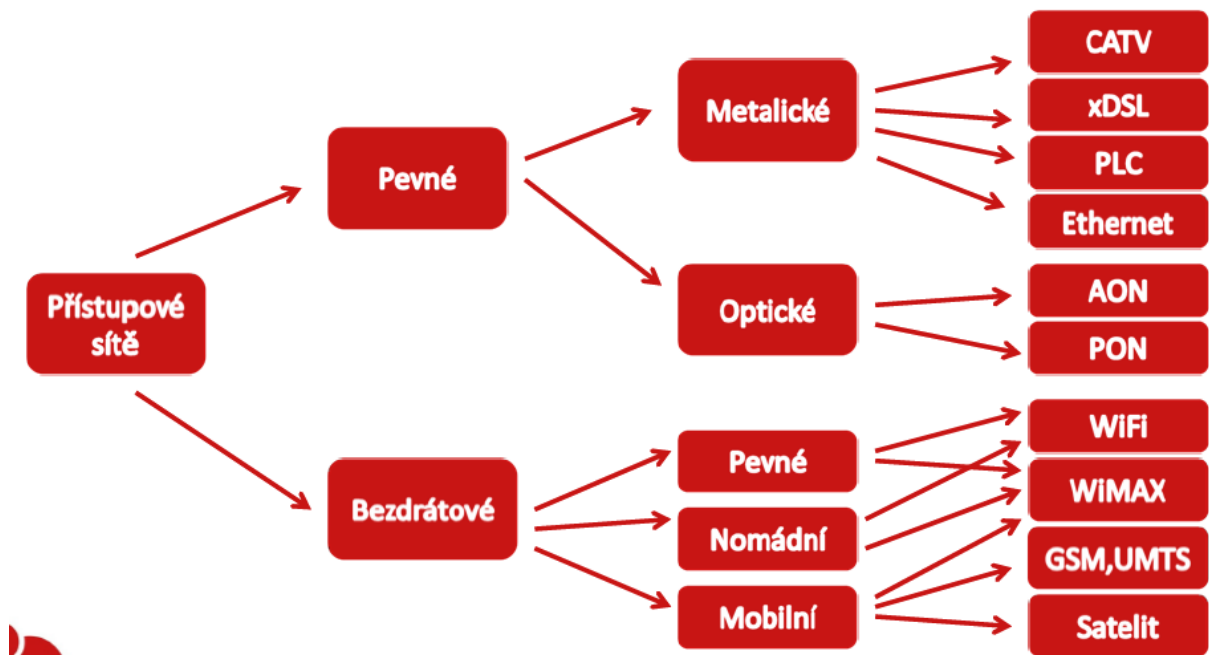 Přístupové
sítě
Pevné
Bezdrátové
Metalické
Optické
Pevné
Nomádní
Mobilní
CATV
xDSL
PLC
Ethernet
AON
PON
WiFi
WiMAX
GSM,UMTS
Satelit